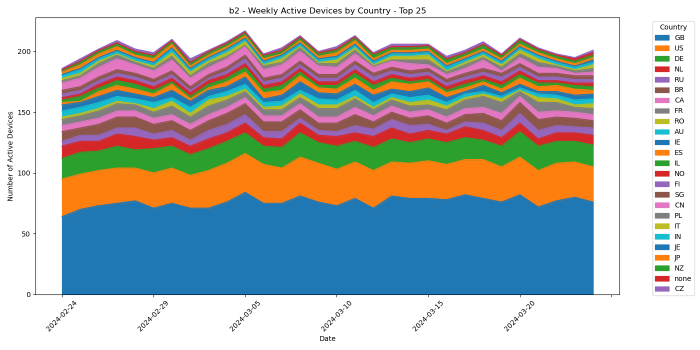 b2 - Weekly Active Devices by Country - Top 25
Number of Active Devices
200
150
100
50
0
2024-02-24
2024-02-29
2024-03-05
2024-03-10
2024-03-15
2024-03-20
Date
Country
GB
US
DE
NL
RU
BR
CA
FR
RO
AU
IE
ES
IL
NO
FI
SG
CN
PL
IT
IN
JE
JP
NZ
none
CZ